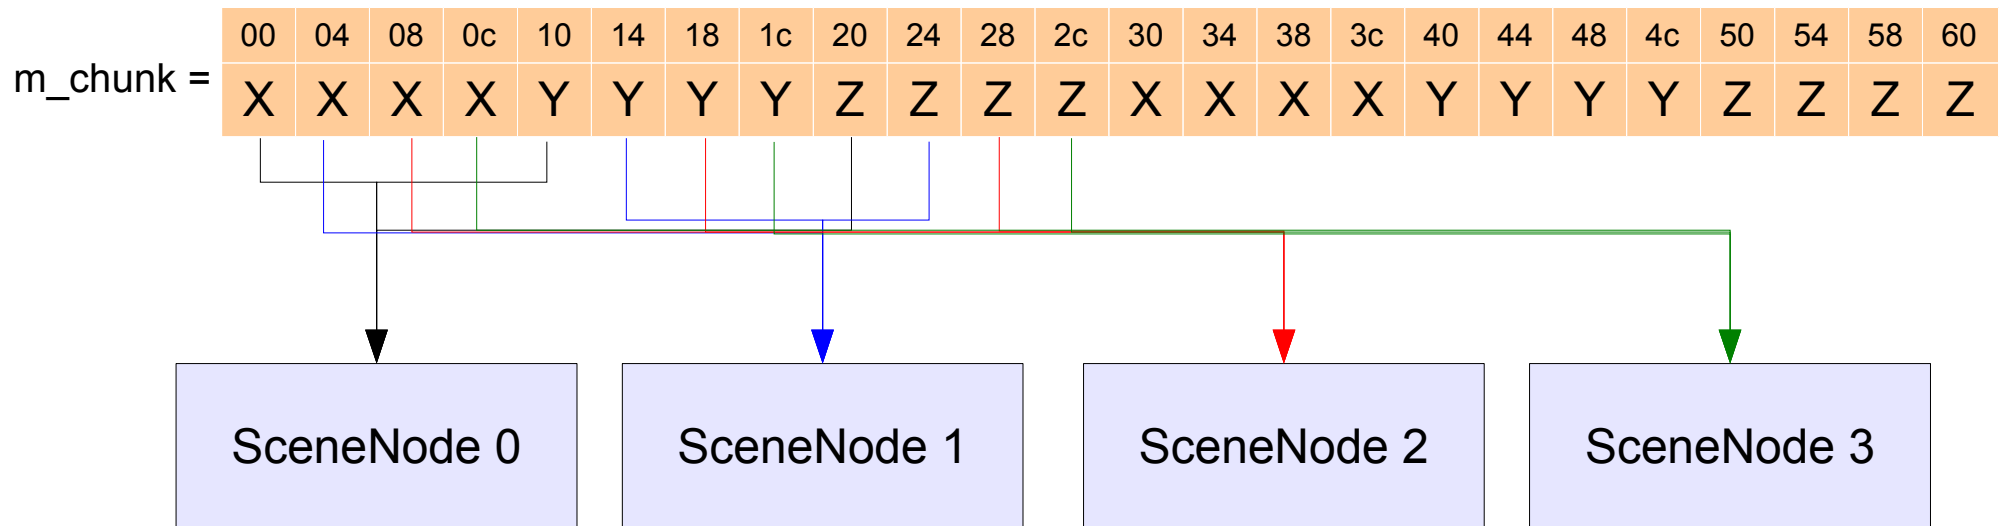 00 04 08 0c 10 14 18 1c 20 24 28 2c 30 34 38 3c 40 44 48 4c 50 54 58 60
m_chunk =
X X X X Y Y Y Y Z Z Z Z X X X X Y Y Y Y Z Z Z Z
SceneNode 0 SceneNode 1 SceneNode 2 SceneNode 3